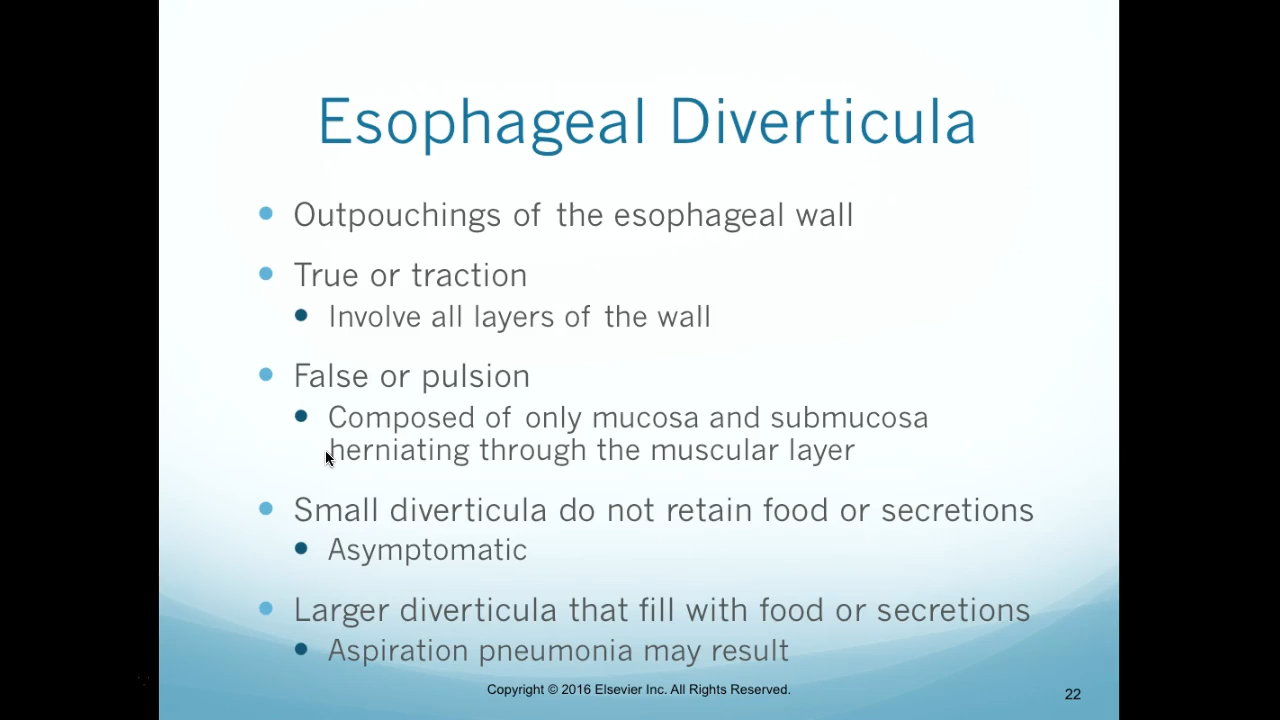 Esophageal Diverticula
Outpouchings of the esophageal wall
True or traction
Involve all layers of the wall
False or pulsion
Composed of only mucosa and submucosa
herniating through the muscular layer
Small diverticula do not retain food or secretions
Asymptomatic
Larger diverticula that fill with food or secretions
Aspiration pneumonia may result
Copyright © 2016 Elsevier Inc. All Rights Reserved.
22